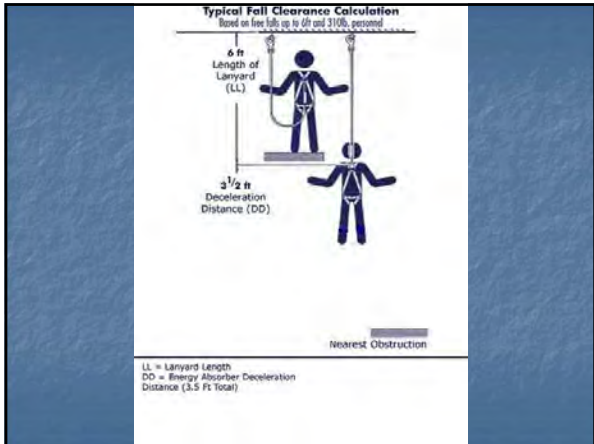 Typical Fall Clearance Calculation
Based on free falls up to 6ft and 310lb. personnel
6 ft
Length of
Lanyard
(LL)
3 1/2 ft
Deceleration
Distance (DD)
Nearest Obstruction
LL = Lanyard Length
DD = Energy Absorber Deceleration
Distance (3.5 Ft Total)